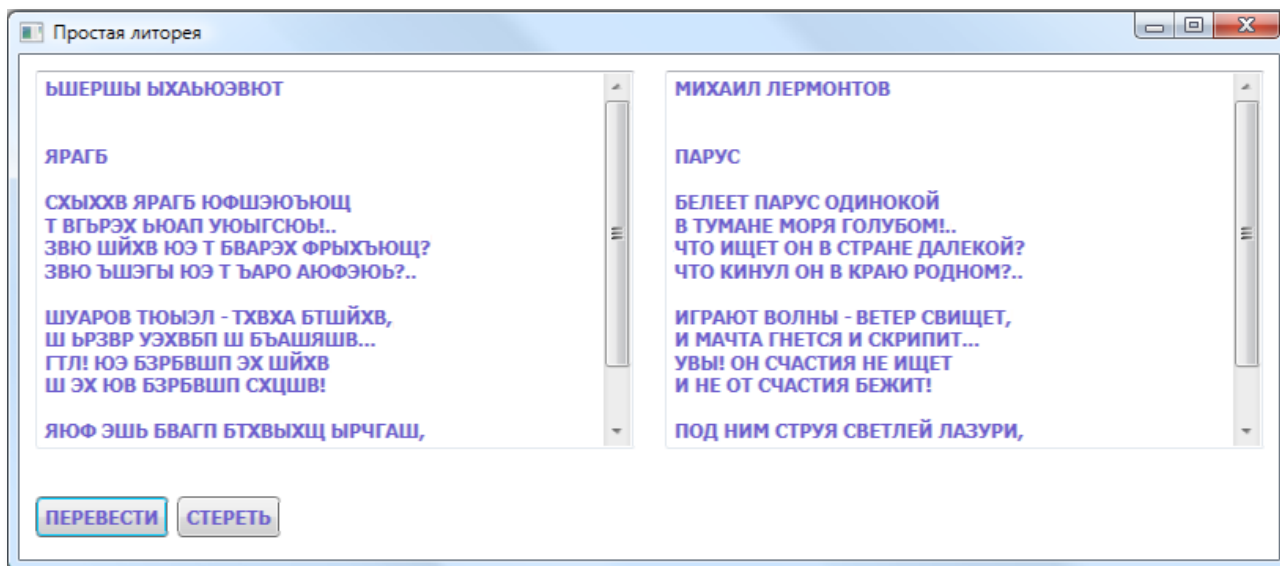 Простая литорея
ЬШЕРШЫ ЫХАЬЮЭВЮТ
ЯРАГБ
СХЫХХВ ЯРАГБ ЮФШЭЮЪЮЩ
Т ВГЬРЭХ ЬЮАП УЮЫГСЮЬ!..
ЗВЮ ШЙХВ ЮЭ Т БВАРЭХ ФРЫХЪЮЩ?
ЗВЮ ЪШЭГЫ ЮЭ Т ЪАРО АЮФЭЮЬ?..
ШУАРОВ ТЮЫЭЛ - ТХВХА БТШЙХВ,
Ш ЬРЗВР УЭХВБП Ш БЪАШЯШВ...
ГТЛ! ЮЭ БЗРБВШП ЭХ ШЙХВ
Ш ЭХ ЮВ БЗРБВШП СХЦШВ!
ЯЮФ ЭШЬ БВАГП БТХВЫХЩ ЫРЧГАШ,
МИХАИЛ ЛЕРМОНТОВ
ПАРУС
БЕЛЕЕТ ПАРУС ОДИНОКОЙ
В ТУМАНЕ МОРЯ ГОЛУБОМ!..
ЧТО ИЩЕТ ОН В СТРАНЕ ДАЛЕКОЙ?
ЧТО КИНУЛ ОН В КРАЮ РОДНОМ?..
ИГРАЮТ ВОЛНЫ - ВЕТЕР СВИЩЕТ,
И МАЧТА ГНЕТСЯ И СКРИПИТ...
УВЫ! ОН СЧАСТИЯ НЕ ИЩЕТ
И НЕ ОТ СЧАСТИЯ БЕЖИТ!
ПОД НИМ СТРУЯ СВЕТЛЕЙ ЛАЗУРИ,
ПЕРЕВЕСТИ СТЕРЕТЬ